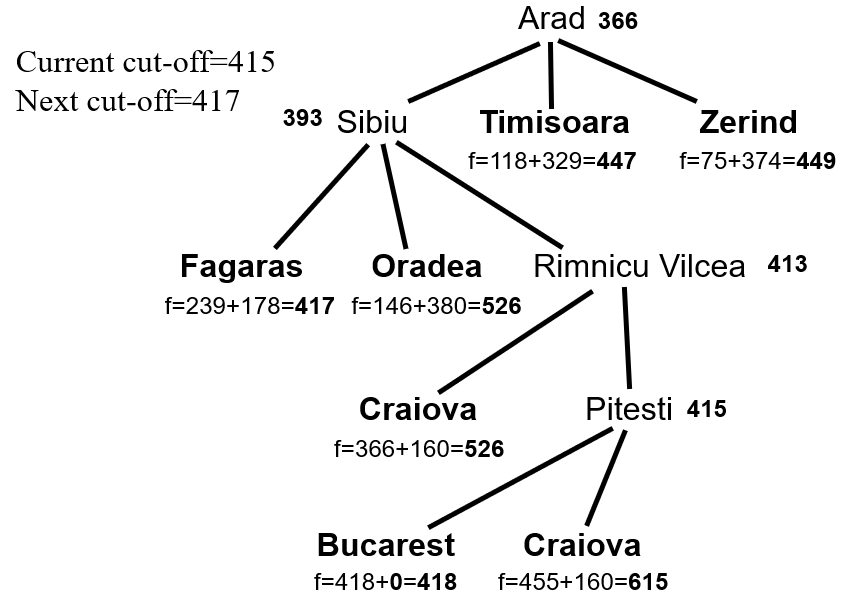 Arad 366
Current cut-off=415
Next cut-off=417
393 Sibiu Timisoara Zerind
f=118+329=447 f=75+374=449
Fagaras Oradea Rimnicu Vilcea 413
f=239+178=417 f=146+380=526
Craiova Pitesti 415
f=366+160=526
Bucarest Craiova
f=418+0=418 f=455+160=615